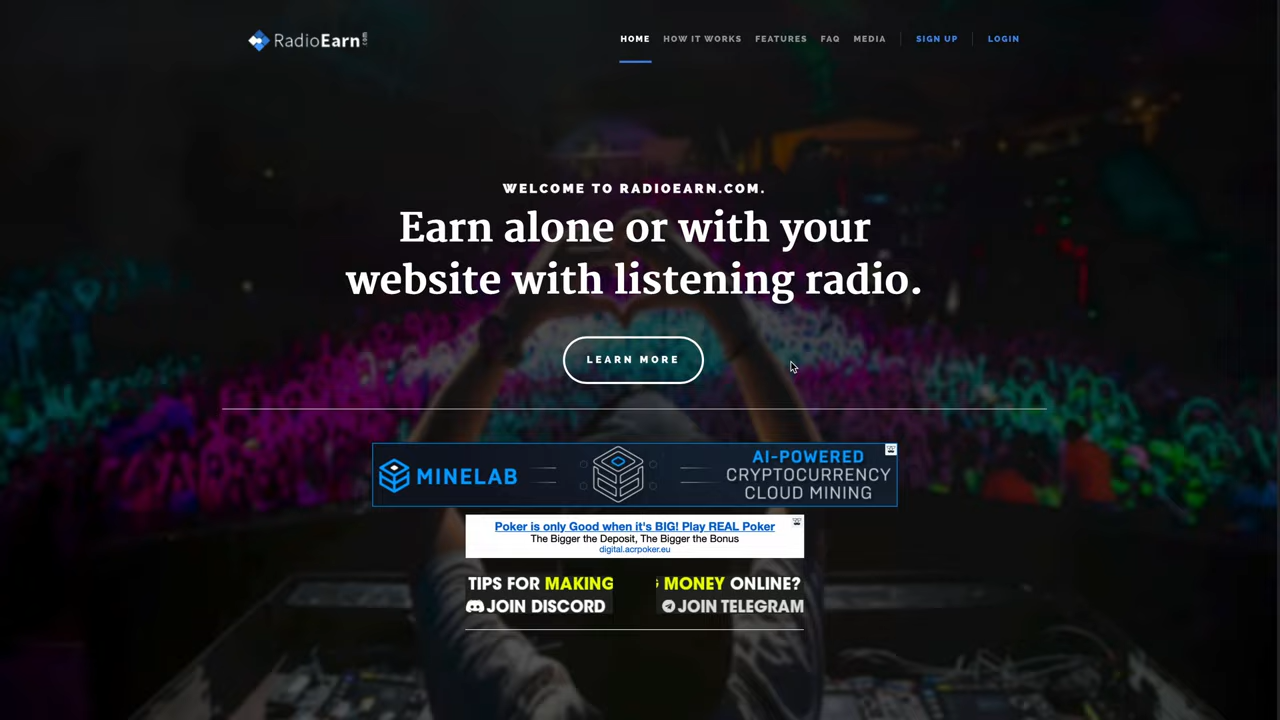 RadioEarn.com
HOME HOW IT WORKS FEATURES FAQ MEDIA SIGN UP LOGIN
WELCOME TO RADIOEARN.COM.
Earn alone or with your
website with listening radio.
LEARN MORE
MINELAB
AI-POWERED
CRYPTOCURRENCY
CLOUD MINING
Poker is only Good when it's BIG! Play REAL Poker
The Bigger the Deposit, The Bigger the Bonus
digital.acrpoker.eu
TIPS FOR MAKING MONEY ONLINE?
JOIN DISCORD JOIN TELEGRAM